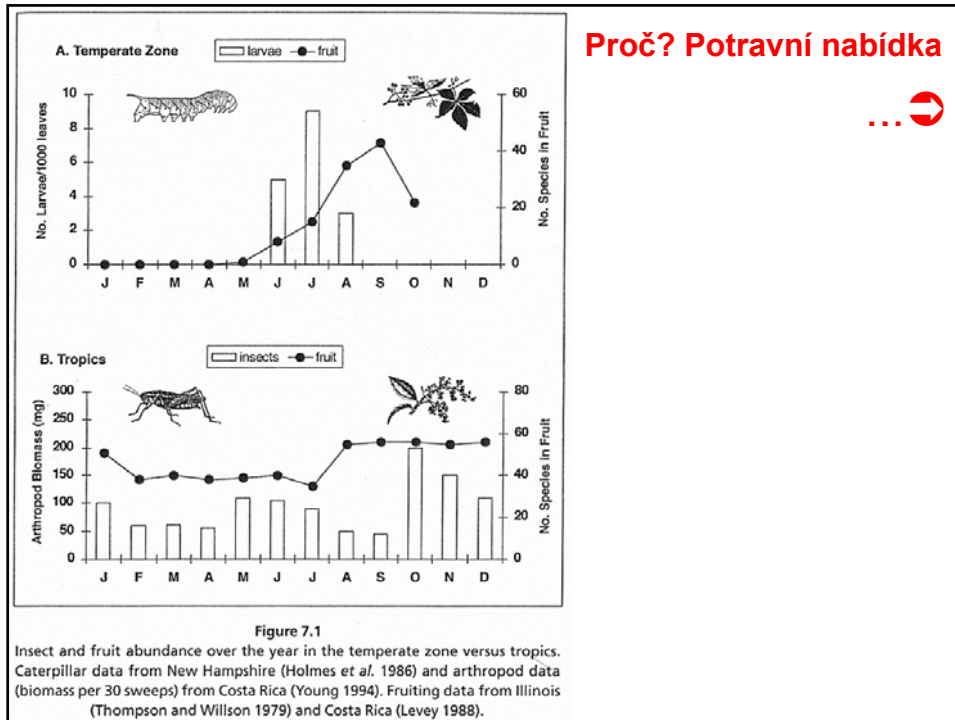 Proč? Potravní nabídka
...➲
A. Temperate Zone
larvae
fruit
No. Larvae/1000 leaves
10
8
6
4
2
0
60
40
20
0
No. Species in Fruit
J F M A M J J A S O N D
B. Tropics
insects
fruit
Arthropod Biomass (mg)
300
250
200
150
100
50
0
80
60
40
20
0
No. Species in Fruit
J F M A M J J A S O N D
Figure 7.1
Insect and fruit abundance over the year in the temperate zone versus tropics.
Caterpillar data from New Hampshire (Holmes et al. 1986) and arthropod data
(biomass per 30 sweeps) from Costa Rica (Young 1994). Fruiting data from Illinois
(Thompson and Willson 1979) and Costa Rica (Levey 1988).